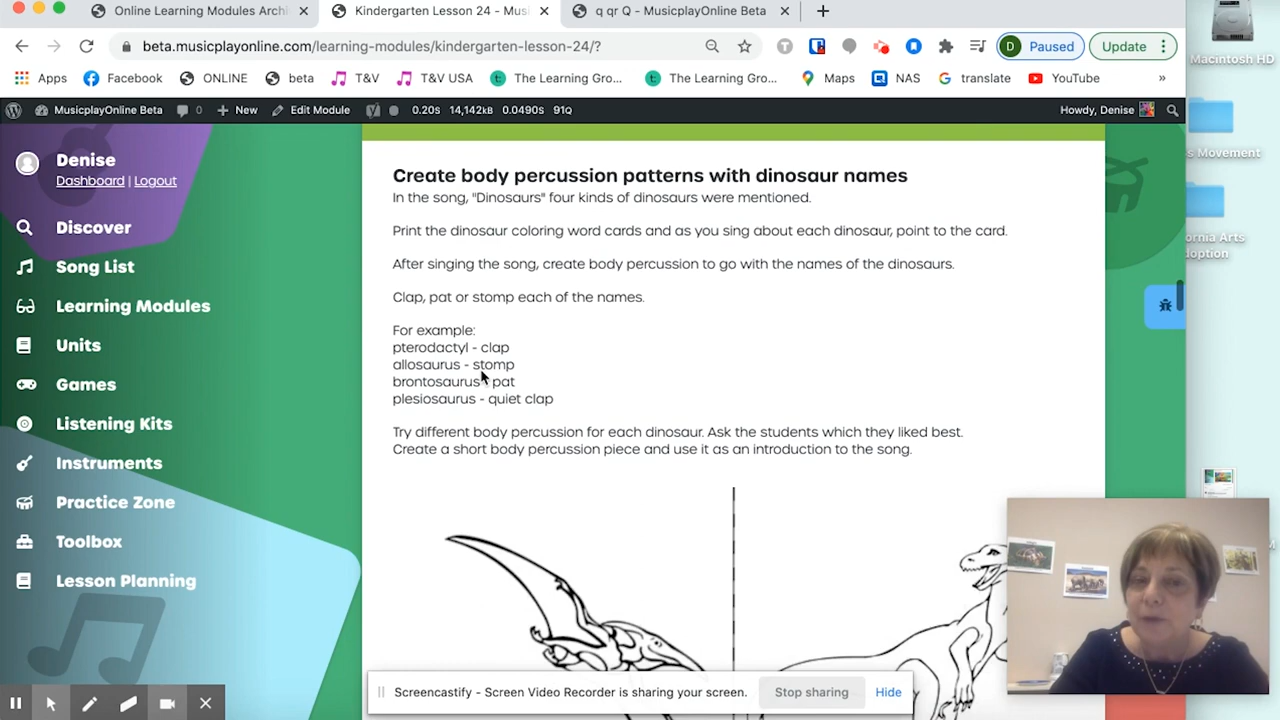 Online Learning Modules Archi
Kindergarten Lesson 24 - Musi
q qr Q - MusicplayOnline Beta
beta.musicplayonline.com/learning-modules/kindergarten-lesson-24/?
D Paused
Update
Apps
Facebook
ONLINE
beta
T&V
T&V USA
The Learning Gro...
The Learning Gro...
Maps
NAS
translate
YouTube
»
MusicplayOnline Beta
0
New
Edit Module
0.20s 14,142kB 0.0490s 91Q
Howdy, Denise
Macintosh HD
s Movement
ornia Arts
doption
Denise
Dashboard | Logout
Discover
Song List
Learning Modules
Units
Games
Listening Kits
Instruments
Practice Zone
Toolbox
Lesson Planning
Create body percussion patterns with dinosaur names
In the song, "Dinosaurs" four kinds of dinosaurs were mentioned.
Print the dinosaur coloring word cards and as you sing about each dinosaur, point to the card.
After singing the song, create body percussion to go with the names of the dinosaurs.
Clap, pat or stomp each of the names.
For example:
pterodactyl - clap
allosaurus - stomp
brontosaurus - pat
plesiosaurus - quiet clap
Try different body percussion for each dinosaur. Ask the students which they liked best.
Create a short body percussion piece and use it as an introduction to the song.
Screencastify - Screen Video Recorder is sharing your screen.
Stop sharing
Hide